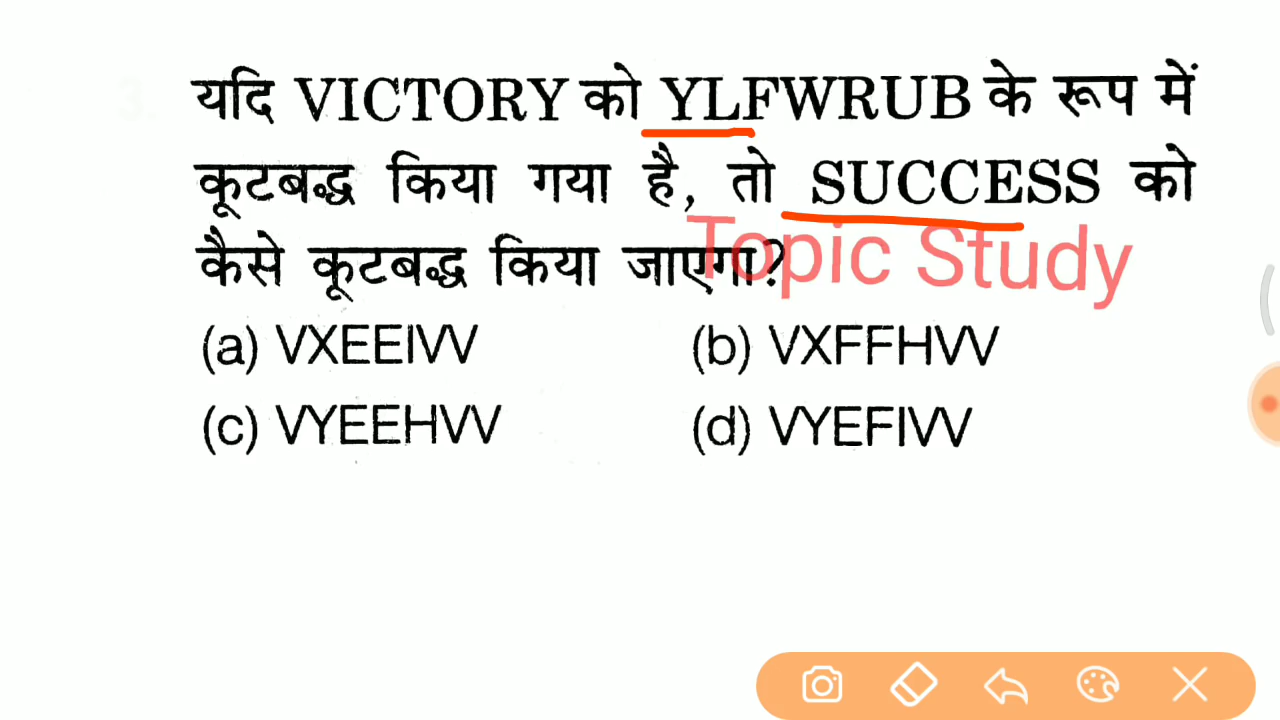 यदि VICTORY को YLFWRUB के रूप में
कूटबद्ध किया गया है, तो SUCCESS को
कैसे कूटबद्ध किया जाएगा?
Topic Study
(a) VXEEIVV (b) VXFFHVV
(c) VYEEHVV (d) VYEFIVV